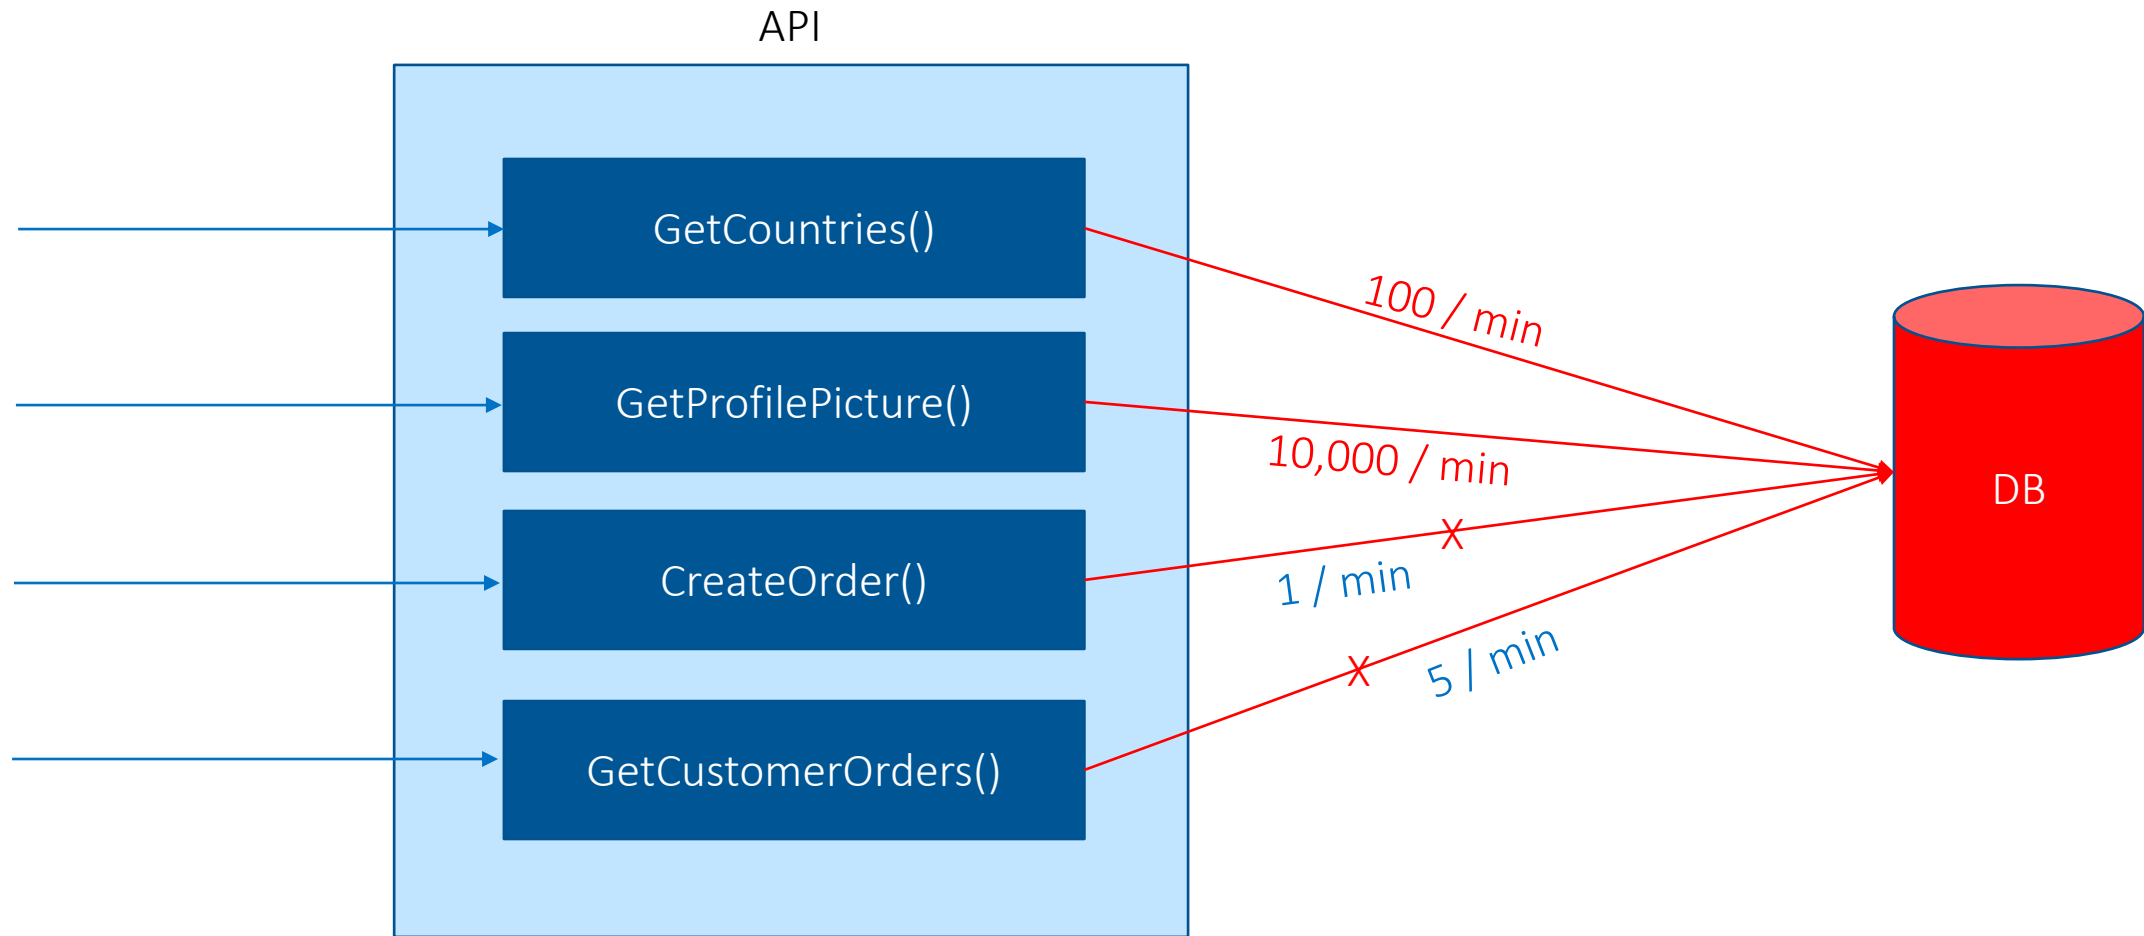 API
GetCountries()
100 / min
GetProfilePicture()
10,000 / min
DB
X
CreateOrder()
1 / min
X
5 / min
GetCustomerOrders()